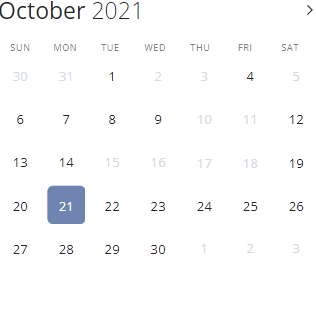 October 2021
SUN MON TUE WED THU FRI SAT
30 31 1 2 3 4 5
6 7 8 9 10 11 12
13 14 15 16 17 18 19
20 21 22 23 24 25 26
27 28 29 30 1 2 3